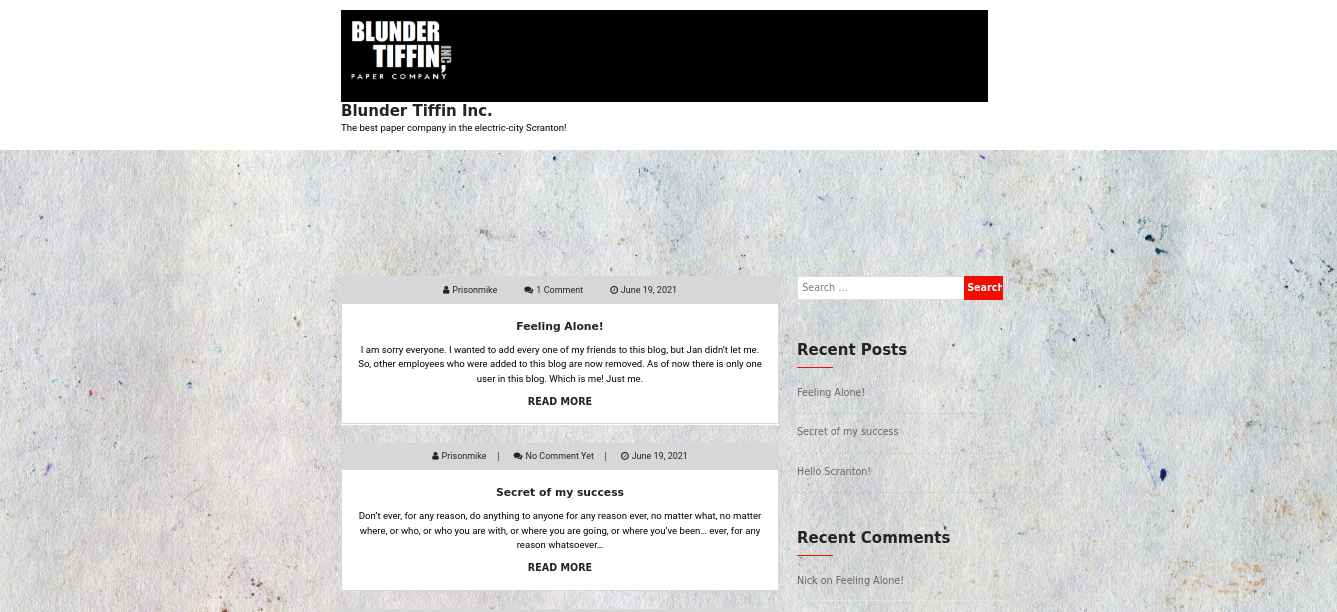 BLUNDER
TIFFIN, INC
PAPER COMPANY
Blunder Tiffin Inc.
The best paper company in the electric-city Scranton!
Prisonmike 1 Comment June 19, 2021
Feeling Alone!
I am sorry everyone. I wanted to add every one of my friends to this blog, but Jan didn't let me.
So, other employees who were added to this blog are now removed. As of now there is only one
user in this blog. Which is me! Just me.
READ MORE
Prisonmike | No Comment Yet | June 19, 2021
Secret of my success
Don't ever, for any reason, do anything to anyone for any reason ever, no matter what, no matter
where, or who, or who you are with, or where you are going, or where you've been… ever, for any
reason whatsoever…
READ MORE
Search …
Search
Recent Posts
Feeling Alone!
Secret of my success
Hello Scranton!
Recent Comments
Nick on Feeling Alone!